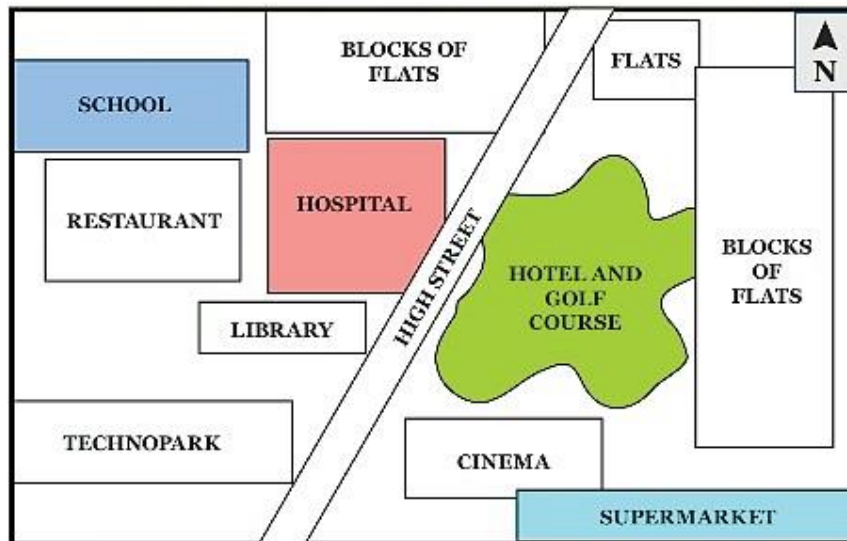 BLOCKS OF
FLATS
FLATS
N
SCHOOL
RESTAURANT
HOSPITAL
HIGH STREET
HOTEL AND
GOLF
COURSE
BLOCKS
OF
FLATS
LIBRARY
TECHNOPARK
CINEMA
SUPERMARKET